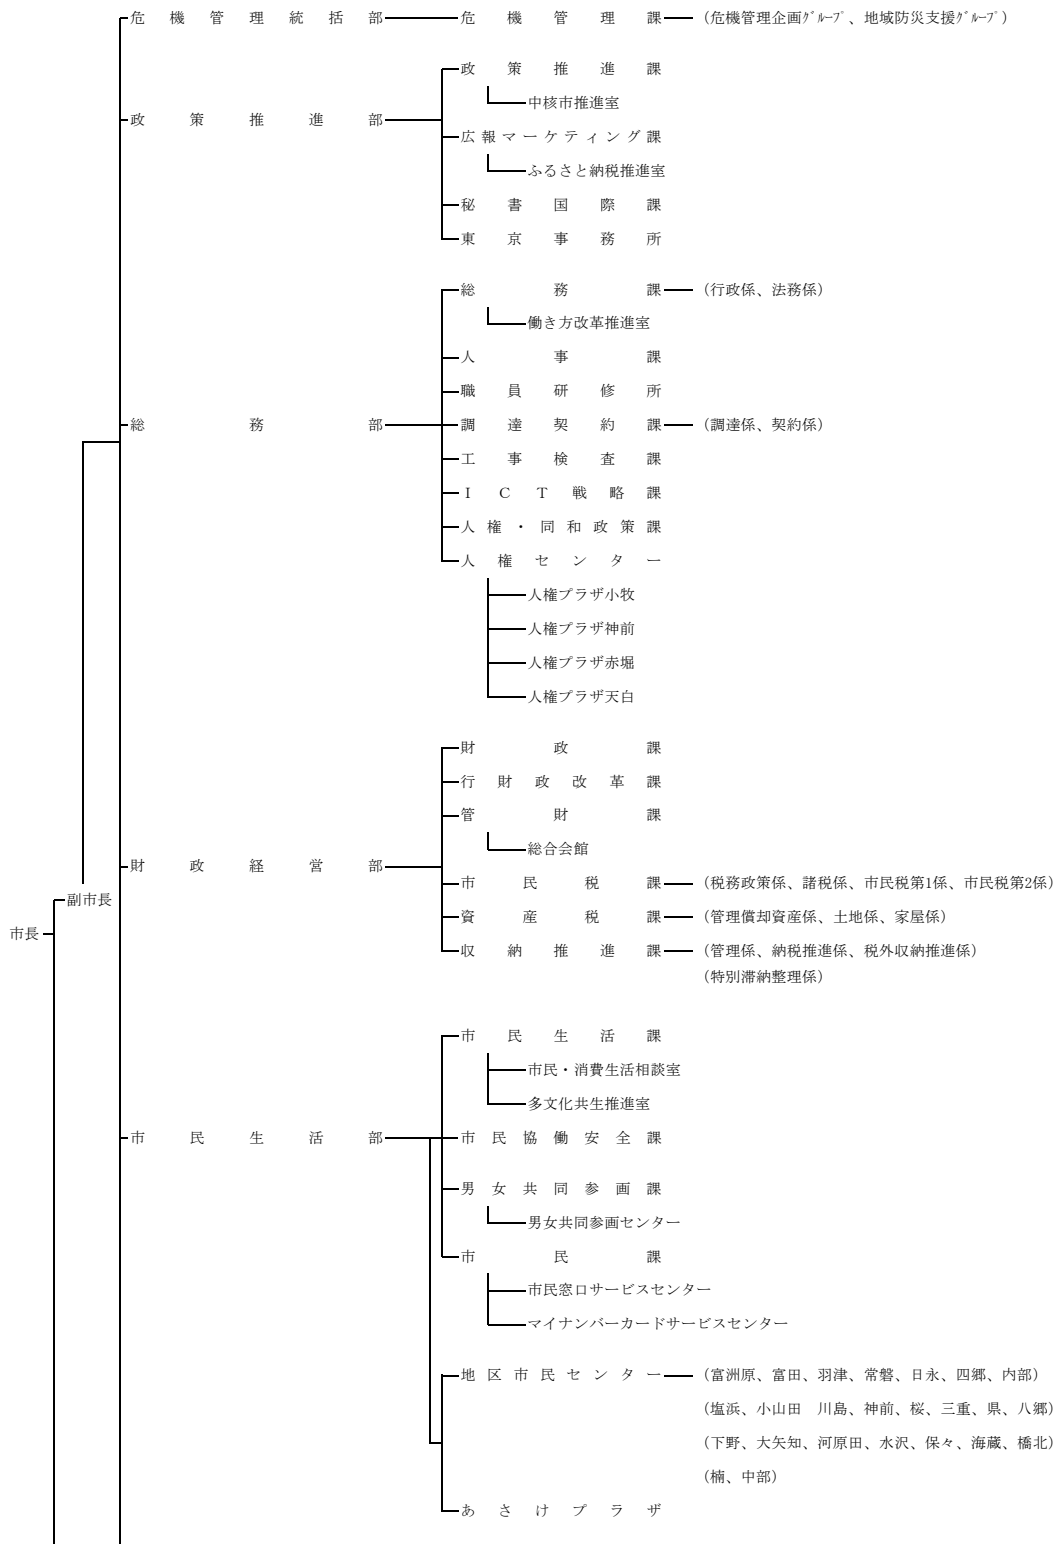 危機管理統括部 危機管理課 (危機管理企画ｸﾞﾙｰﾌﾟ、地域防災支援ｸﾞﾙｰﾌﾟ)
政策推進課
中核市推進室
政策推進部
広報マーケティング課
ふるさと納税推進室
秘書国際課
東京事務所
総務課 (行政係、法務係)
働き方改革推進室
人事課
職員研修所
総務部 調達契約課 (調達係、契約係)
工事検査課
ＩＣＴ戦略課
人権・同和政策課
人権センター
人権プラザ小牧
人権プラザ神前
人権プラザ赤堀
人権プラザ天白
財政課
行財政改革課
管財課
総合会館
財政経営部
市民税課 (税務政策係、諸税係、市民税第1係、市民税第2係)
副市長
資産税課 (管理償却資産係、土地係、家屋係)
市長
収納推進課 (管理係、納税推進係、税外収納推進係)
(特別滞納整理係)
市民生活課
市民・消費生活相談室
多文化共生推進室
市民生活部 市民協働安全課
男女共同参画課
男女共同参画センター
市民課
市民窓口サービスセンター
マイナンバーカードサービスセンター
地区市民センター (富洲原、富田、羽津、常磐、日永、四郷、内部)
(塩浜、小山田　川島、神前、桜、三重、県、八郷)
(下野、大矢知、河原田、水沢、保々、海蔵、橋北)
(楠、中部)
あさけプラザ